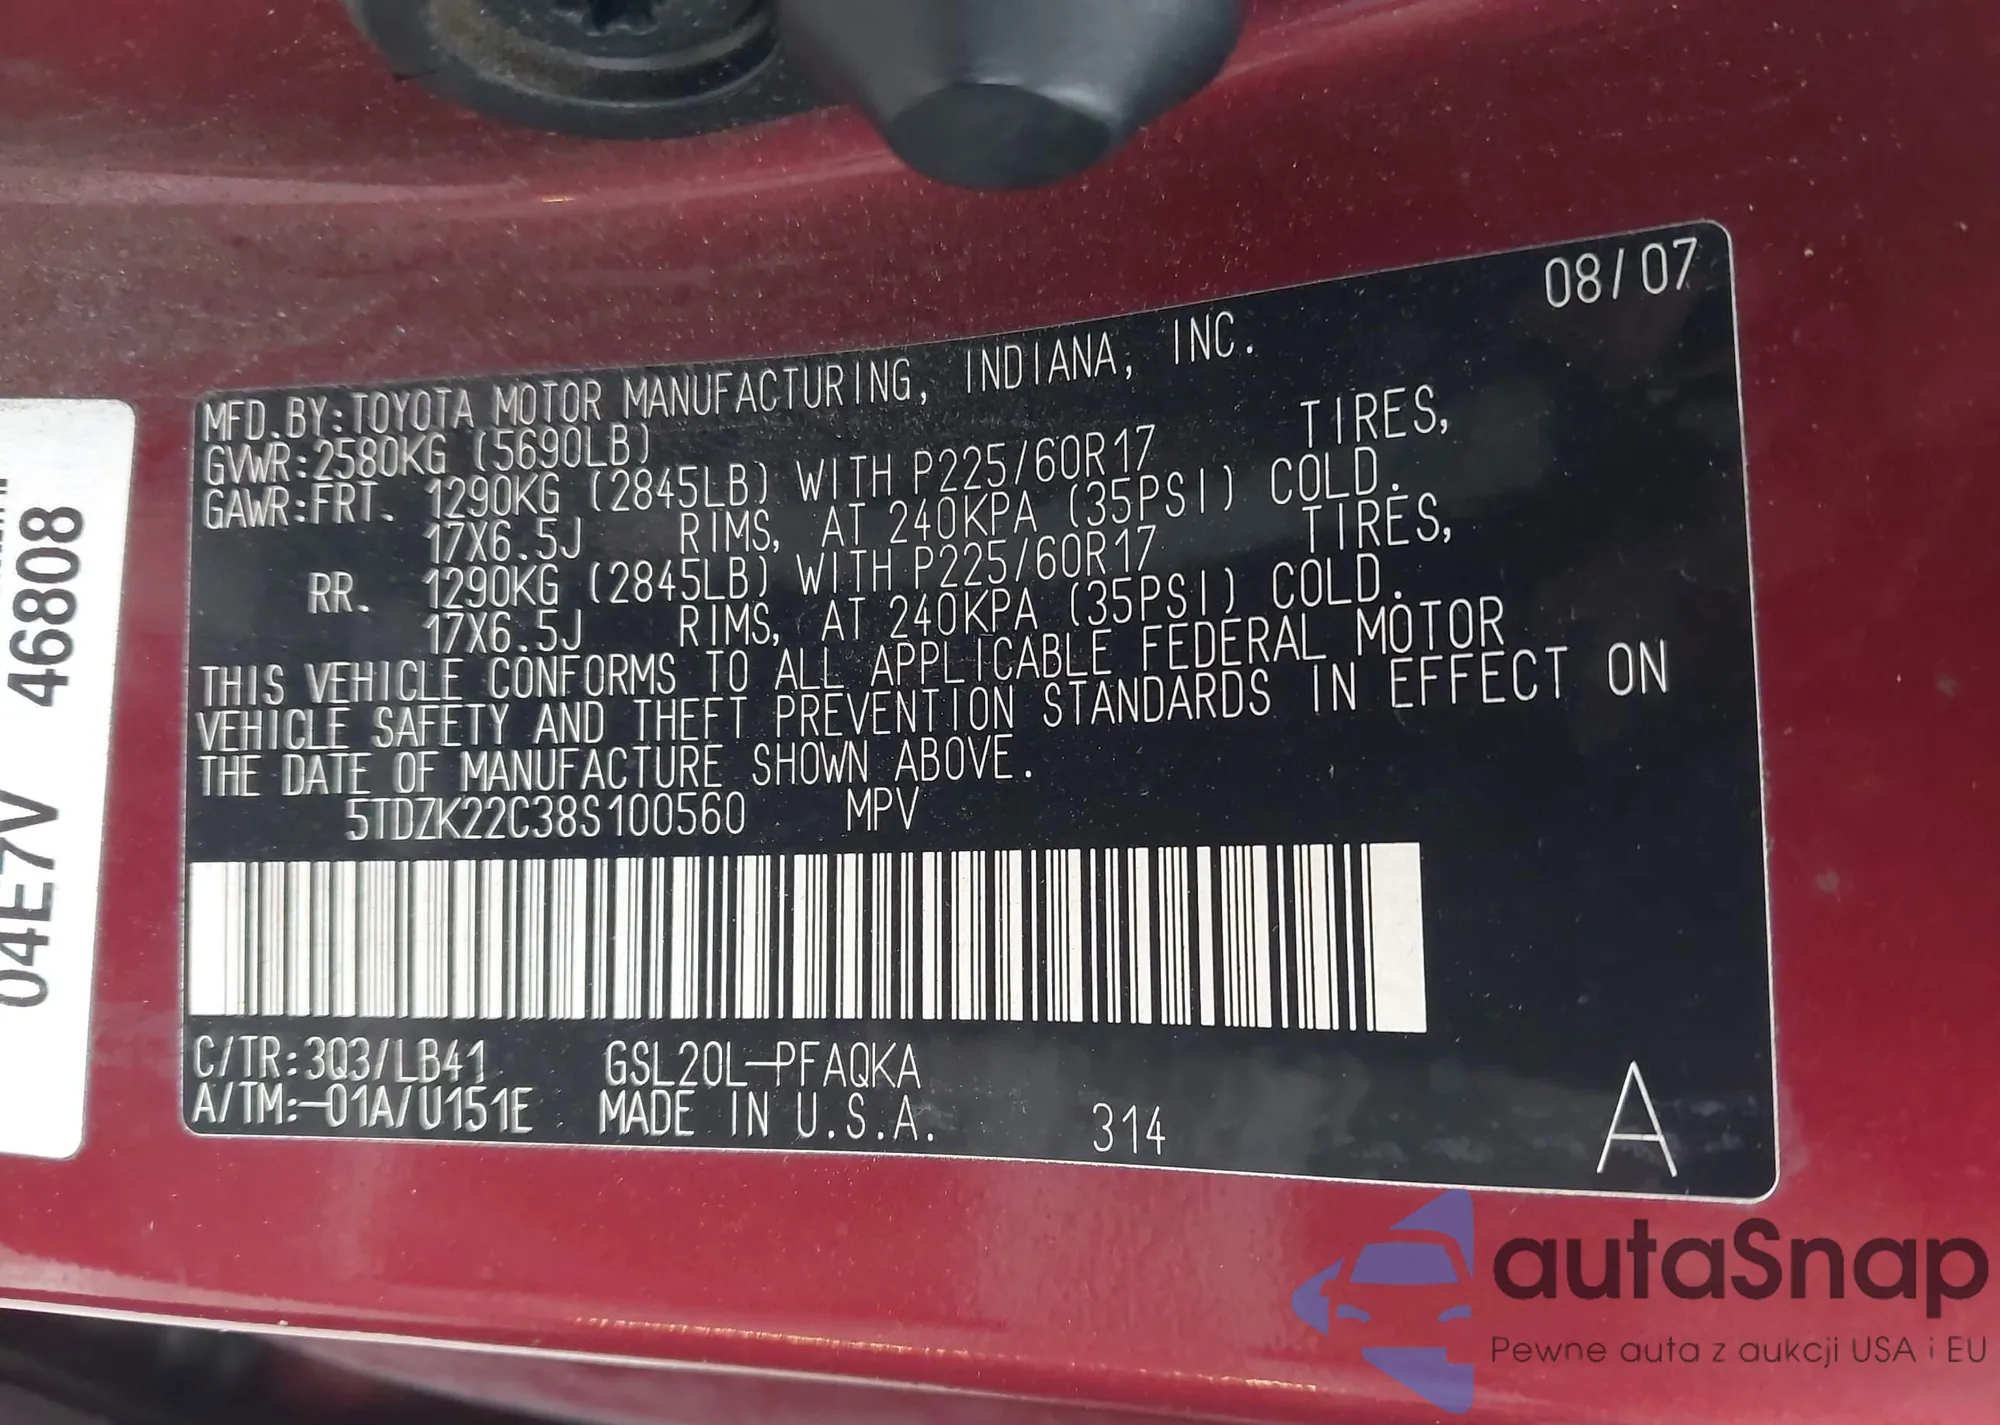 08/07
MFD.BY:TOYOTA MOTOR MANUFACTURING, INDIANA, INC.
GVWR:2580KG (5690LB)
GAWR:FRT. 1290KG (2845LB) WITH P225/60R17 TIRES,
17X6.5J RIMS, AT 240KPA (35PSI) COLD.
RR. 1290KG (2845LB) WITH P225/60R17 TIRES,
17X6.5J RIMS, AT 240KPA (35PSI) COLD.
THIS VEHICLE CONFORMS TO ALL APPLICABLE FEDERAL MOTOR
VEHICLE SAFETY AND THEFT PREVENTION STANDARDS IN EFFECT ON
THE DATE OF MANUFACTURE SHOWN ABOVE.
5TDZK22C38S100560 MPV
C/TR:3Q3/LB41 GSL20L-PFAQKA
A/TM:-01A/U151E MADE IN U.S.A. 314
A
04E7V 46808
autaSnap
Pewne auta z aukcji USA i EU